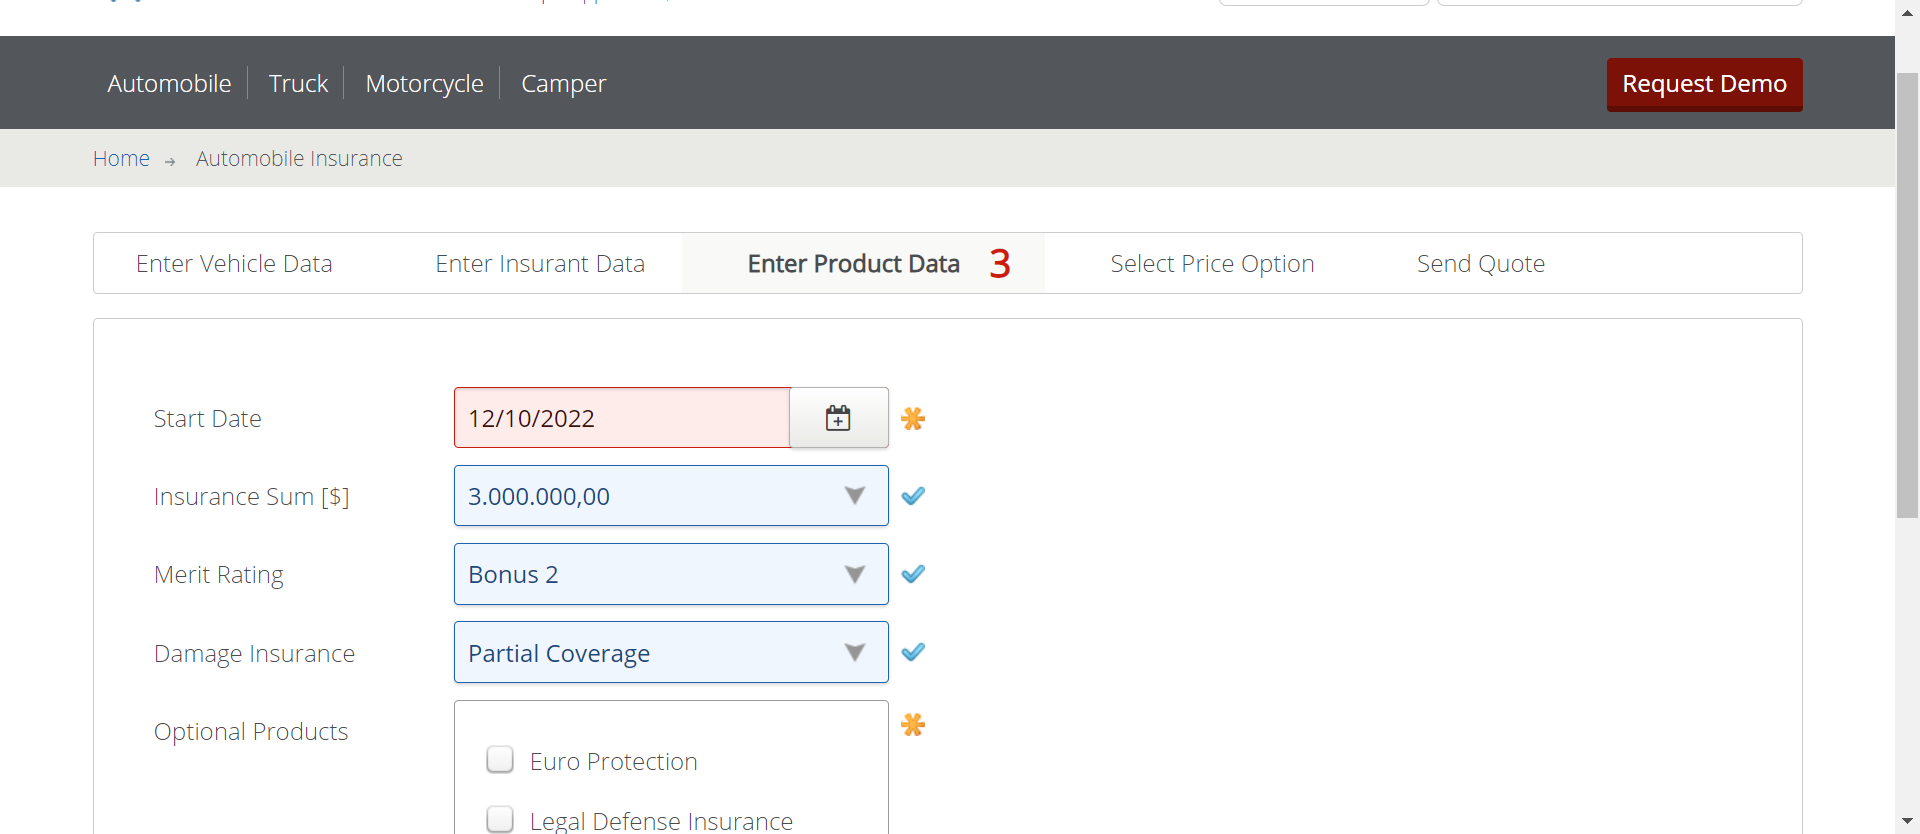 Automobile Truck Motorcycle Camper Request Demo
Home → Automobile Insurance
Enter Vehicle Data Enter Insurant Data Enter Product Data 3 Select Price Option Send Quote
Start Date 12/10/2022
Insurance Sum [$] 3.000.000,00
Merit Rating Bonus 2
Damage Insurance Partial Coverage
Optional Products
Euro Protection
Legal Defense Insurance